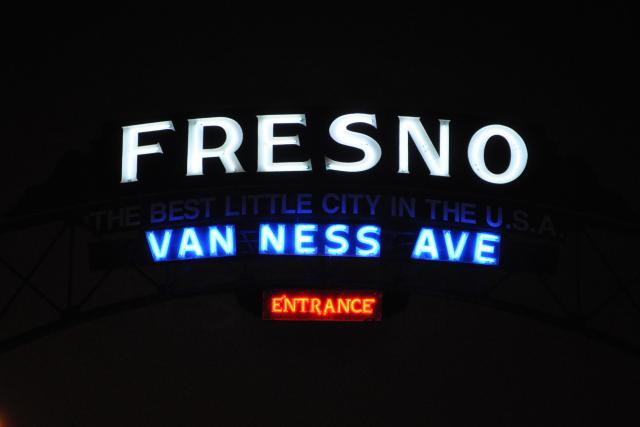 FRESNO
THE BEST LITTLE CITY IN THE U.S.A.
VAN NESS AVE
ENTRANCE